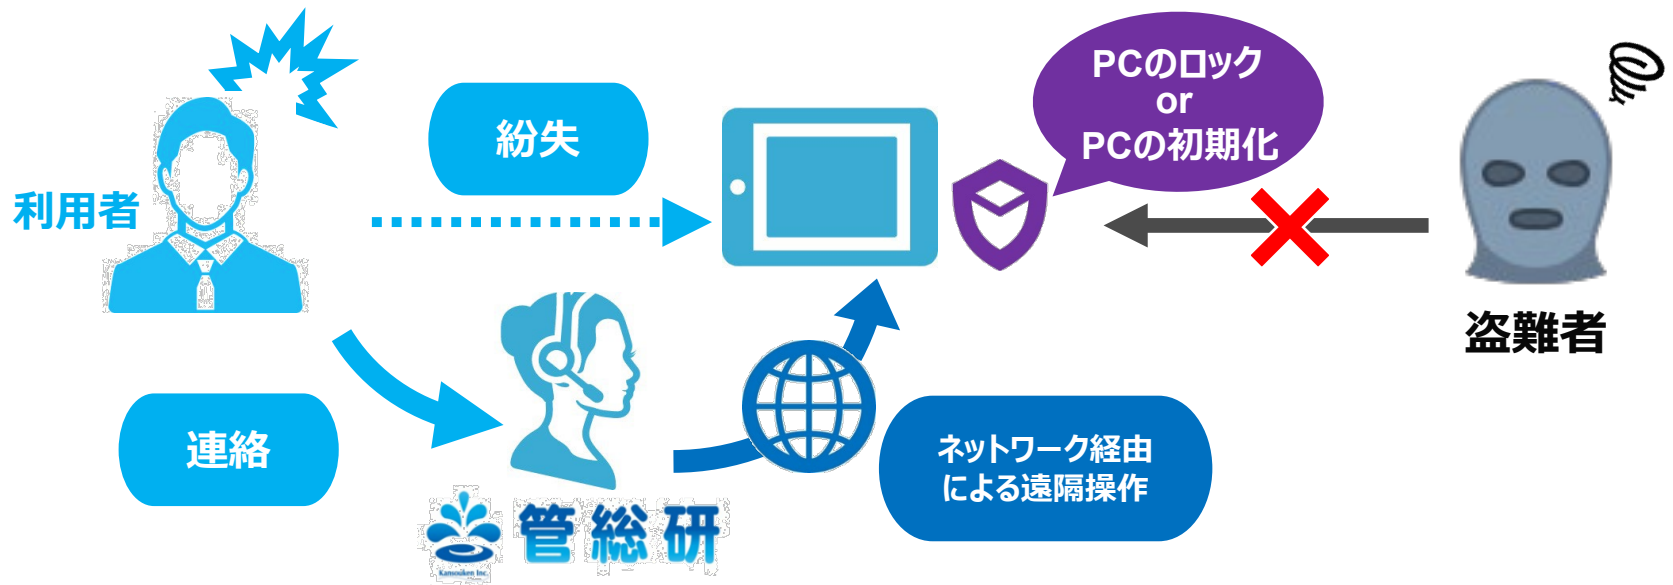 PCのロック
or
PCの初期化
紛失
利用者
盗難者
連絡
ネットワーク経由
による遠隔操作
管総研
Kansouken Inc.